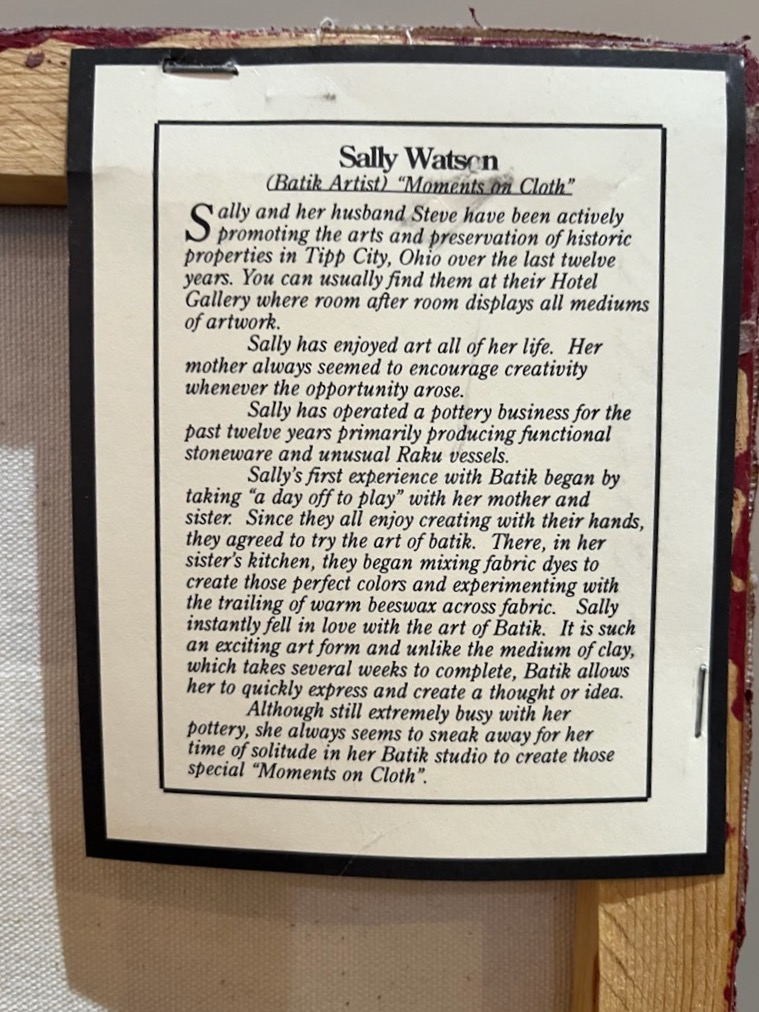 Sally Watson
(Batik Artist) “Moments on Cloth”
Sally and her husband Steve have been actively
promoting the arts and preservation of historic
properties in Tipp City, Ohio over the last twelve
years. You can usually find them at their Hotel
Gallery where room after room displays all mediums
of artwork.
Sally has enjoyed art all of her life. Her
mother always seemed to encourage creativity
whenever the opportunity arose.
Sally has operated a pottery business for the
past twelve years primarily producing functional
stoneware and unusual Raku vessels.
Sally’s first experience with Batik began by
taking “a day off to play” with her mother and
sister. Since they all enjoy creating with their hands,
they agreed to try the art of batik. There, in her
sister’s kitchen, they began mixing fabric dyes to
create those perfect colors and experimenting with
the trailing of warm beeswax across fabric. Sally
instantly fell in love with the art of Batik. It is such
an exciting art form and unlike the medium of clay,
which takes several weeks to complete, Batik allows
her to quickly express and create a thought or idea.
Although still extremely busy with her
pottery, she always seems to sneak away for her
time of solitude in her Batik studio to create those
special “Moments on Cloth”.